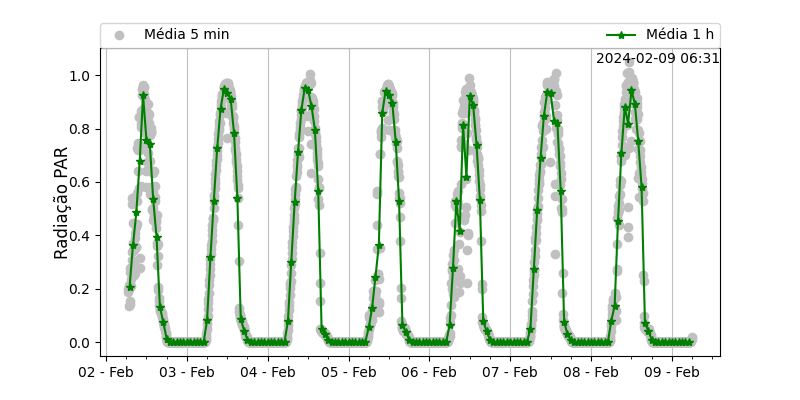 Média 5 min
Média 1 h
2024-02-09 06:31
Radiação PAR
1.0
0.8
0.6
0.4
0.2
0.0
02 - Feb
03 - Feb
04 - Feb
05 - Feb
06 - Feb
07 - Feb
08 - Feb
09 - Feb